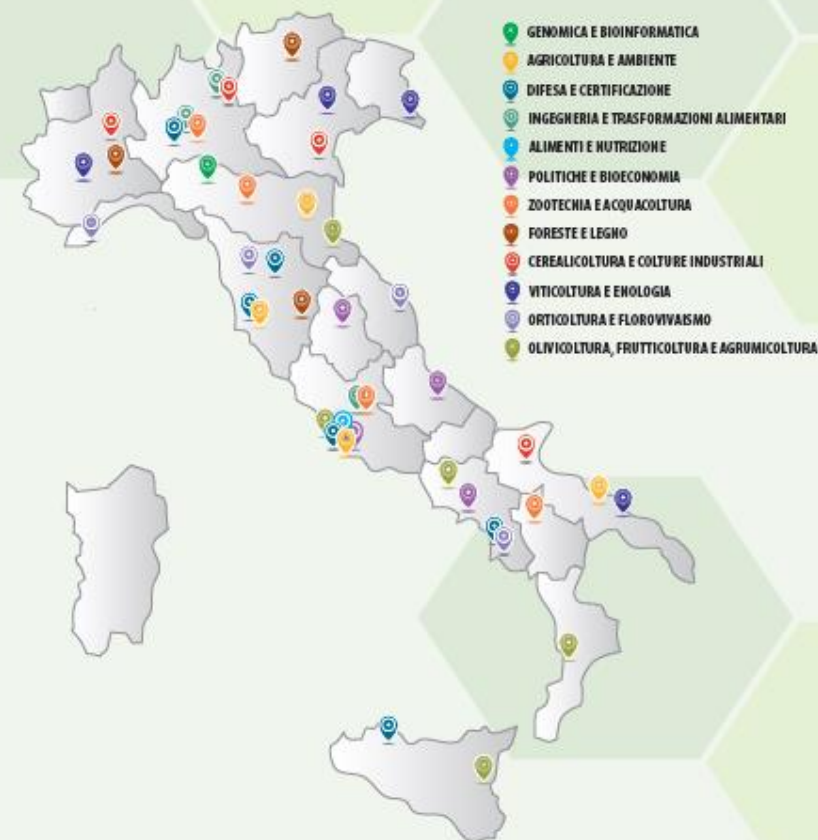 GENOMICA E BIOINFORMATICA
AGRICOLTURA E AMBIENTE
DIFESA E CERTIFICAZIONE
INGEGNERIA E TRASFORMAZIONI ALIMENTARI
ALIMENTI E NUTRIZIONE
POLITICHE E BIOECONOMIA
ZOOTECNIA E ACQUACOLTURA
FORESTE E LEGNO
CEREALICOLTURA E COLTURE INDUSTRIALI
VITICOLTURA E ENOLOGIA
ORTICOLTURA E FLOROVIVAISMO
OLIVICOLTURA, FRUTTICOLTURA E AGRUMICOLTURA